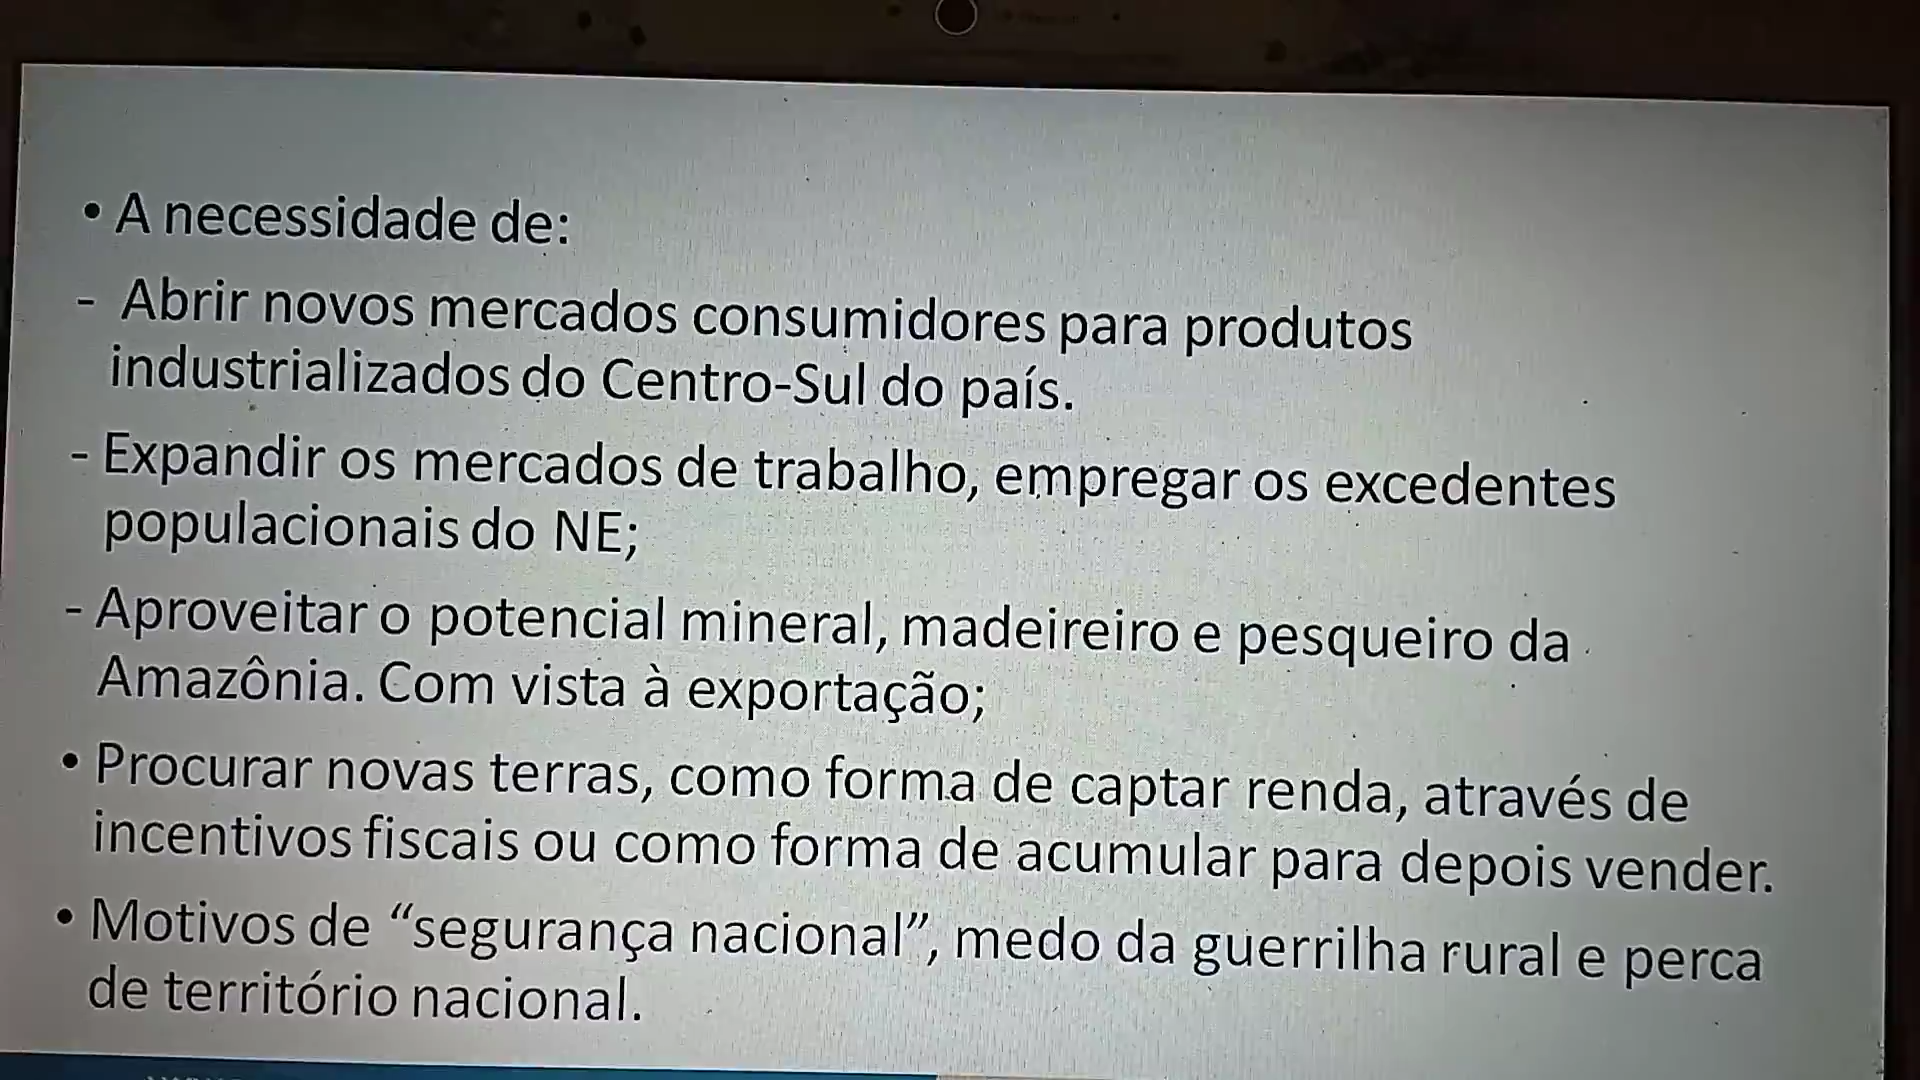 • A necessidade de:
- Abrir novos mercados consumidores para produtos
industrializados do Centro-Sul do país.
- Expandir os mercados de trabalho, empregar os excedentes
populacionais do NE;
- Aproveitar o potencial mineral, madeireiro e pesqueiro da
Amazônia. Com vista à exportação;
• Procurar novas terras, como forma de captar renda, através de
incentivos fiscais ou como forma de acumular para depois vender.
• Motivos de “segurança nacional”, medo da guerrilha rural e perca
de território nacional.